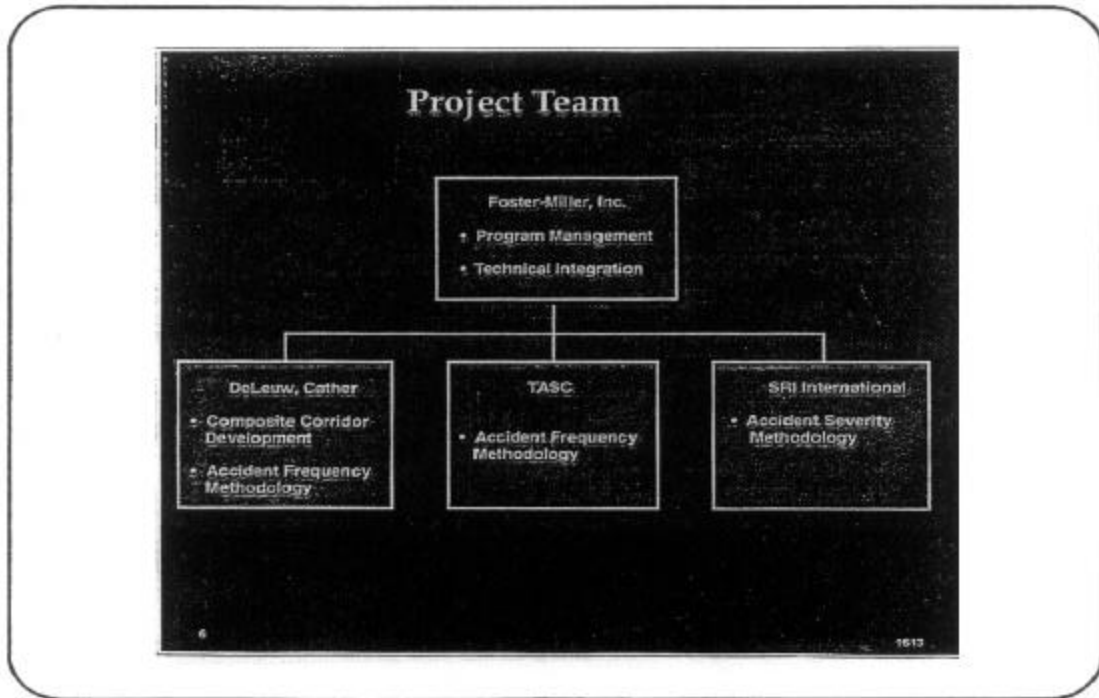 Project Team
Foster-Miller, Inc.
• Program Management
• Technical Integration
DeLeuw, Cather
• Composite Corridor
Development
• Accident Frequency
Methodology
TASC
• Accident Frequency
Methodology
SRI International
• Accident Severity
Methodology
6
1613